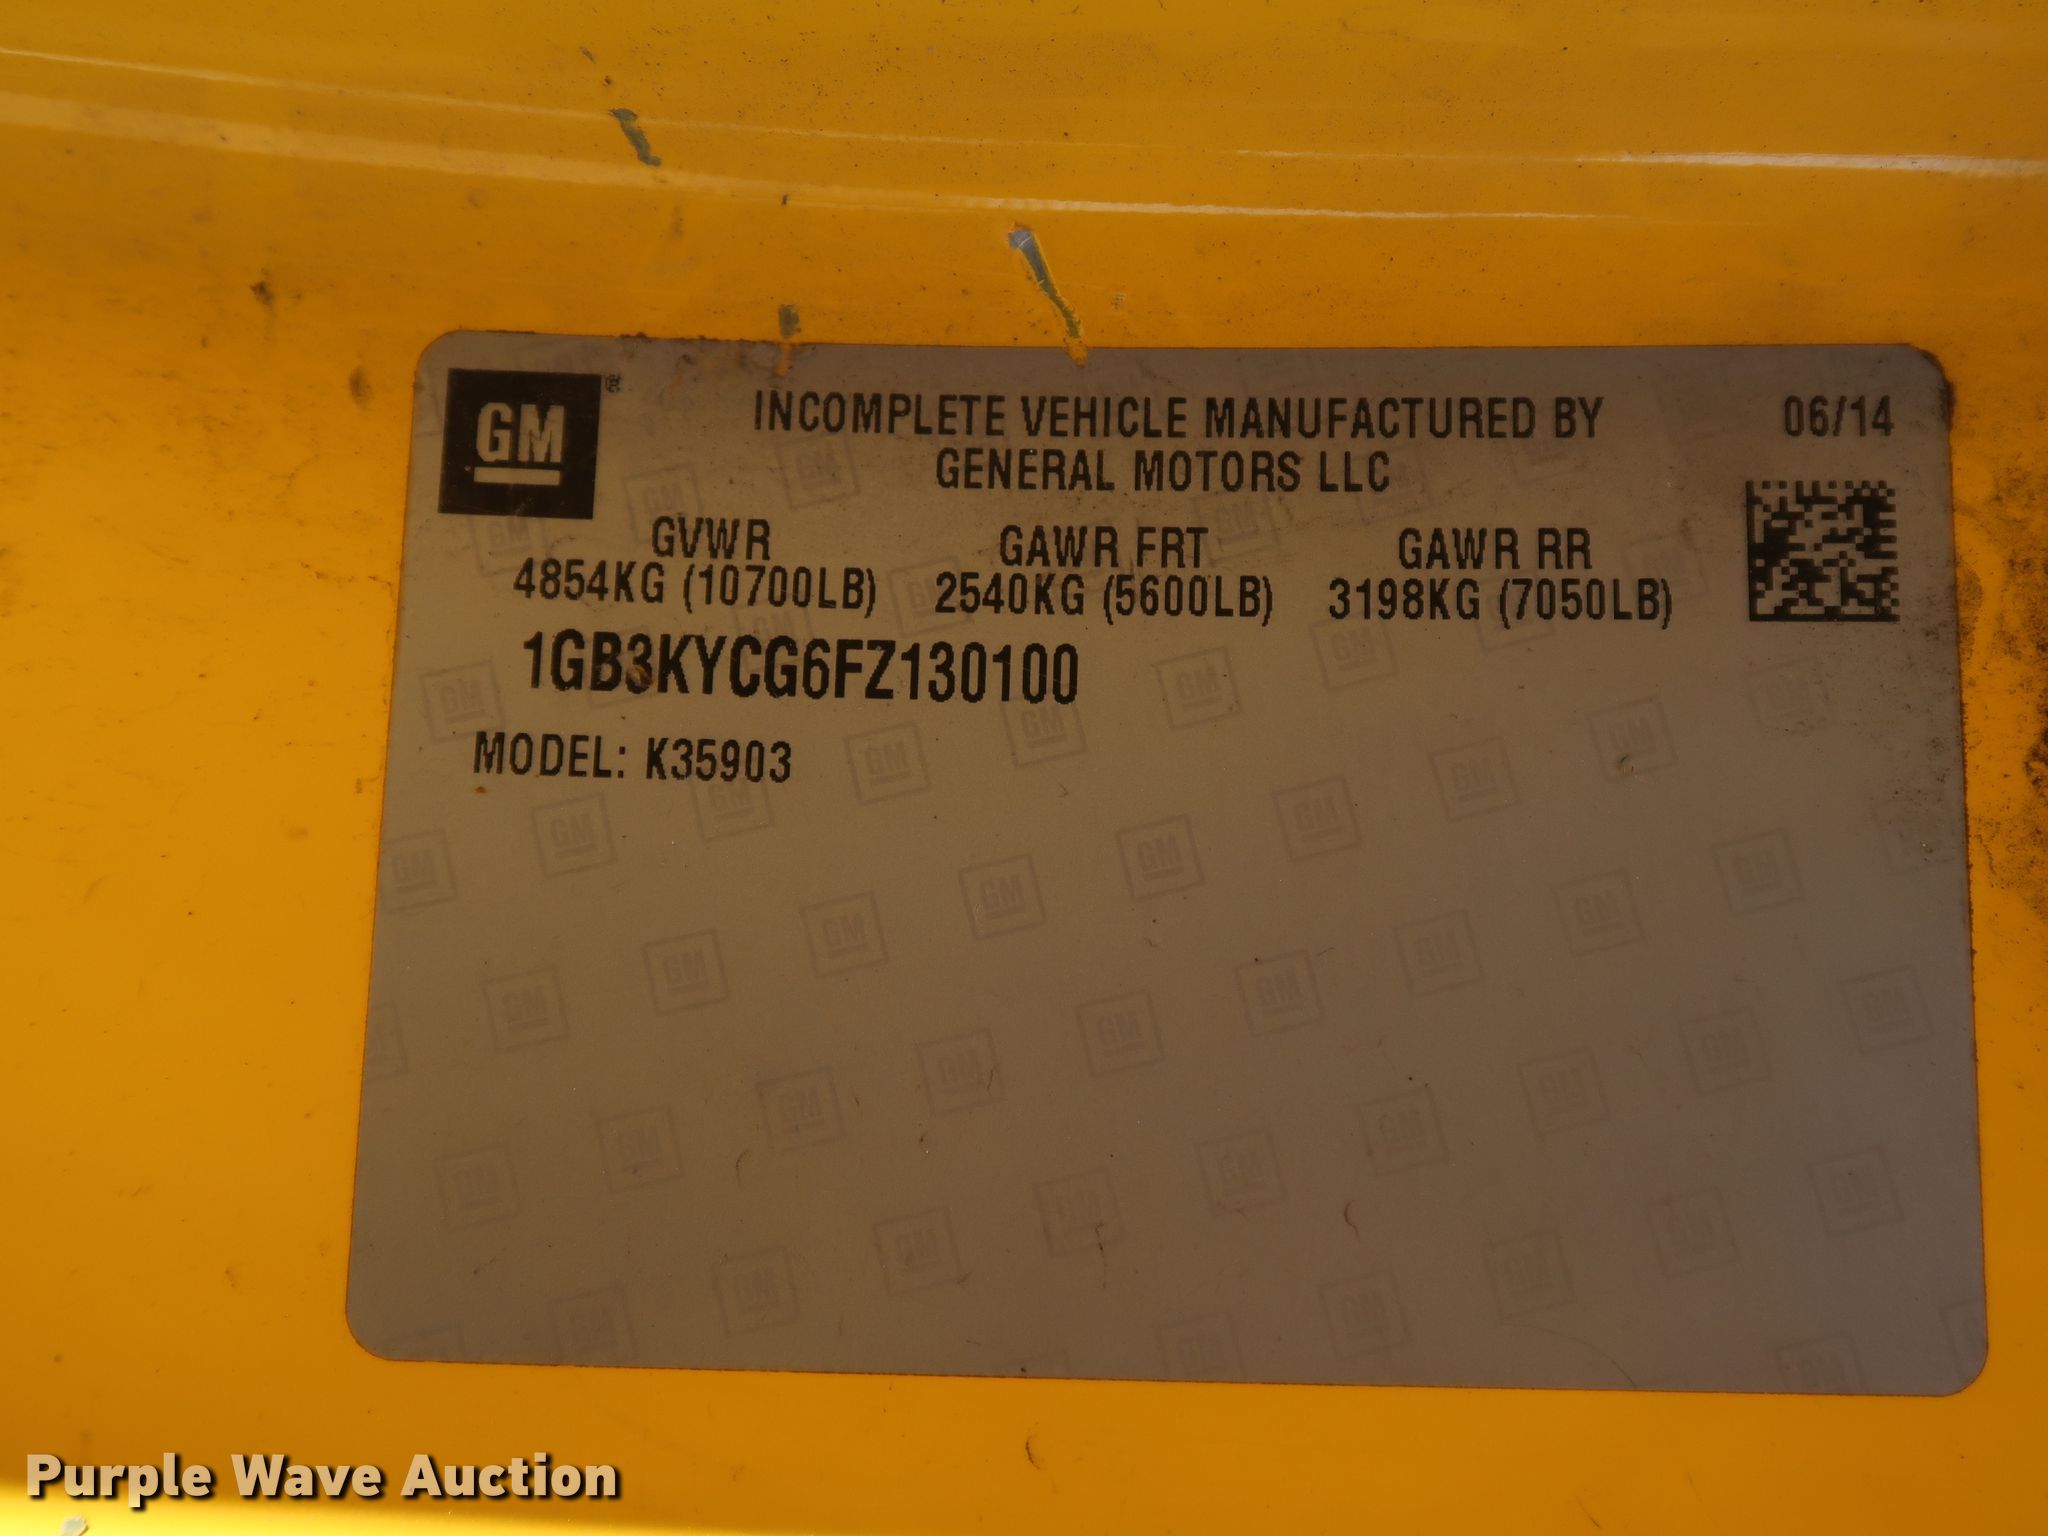 GM ®
INCOMPLETE VEHICLE MANUFACTURED BY
GENERAL MOTORS LLC
06/14
GVWR
4854KG (10700LB)
GAWR FRT
2540KG (5600LB)
GAWR RR
3198KG (7050LB)
1GB3KYCG6FZ130100
MODEL: K35903
Purple Wave Auction